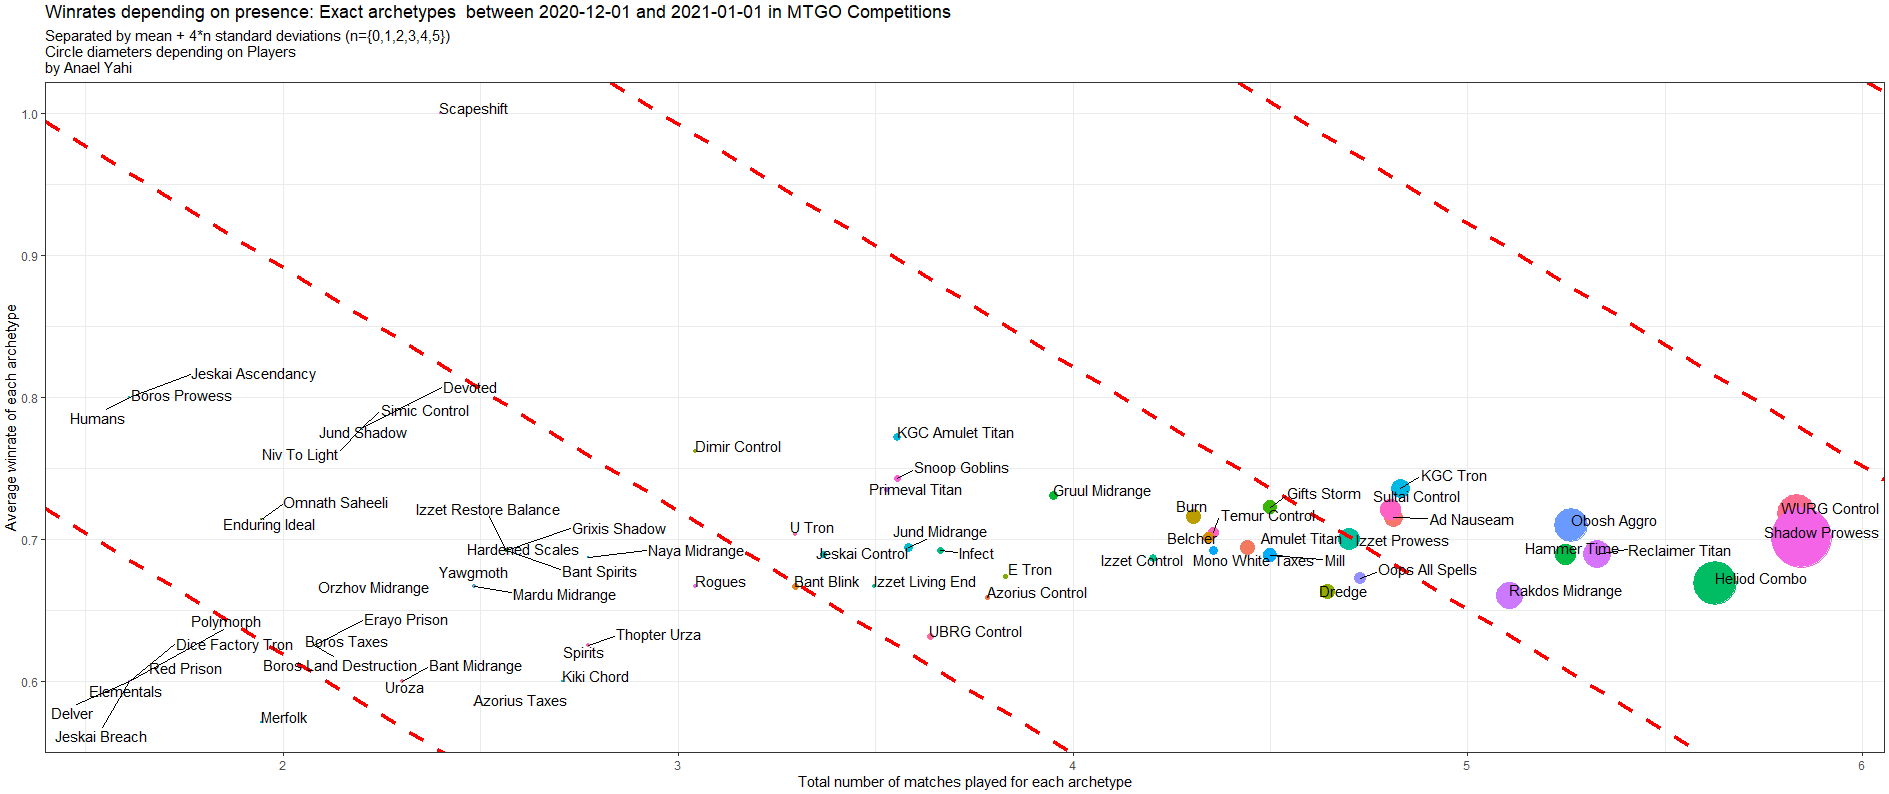 Winrates depending on presence: Exact archetypes  between 2020-12-01 and 2021-01-01 in MTGO Competitions
Separated by mean + 4*n standard deviations (n={0,1,2,3,4,5})
Circle diameters depending on Players
by Anael Yahi
Average winrate of each archetype
1.0
0.9
0.8
0.7
0.6
Scapeshift
Jeskai Ascendancy
Devoted
Boros Prowess
Simic Control
Humans
Jund Shadow
KGC Amulet Titan
Dimir Control
Niv To Light
Snoop Goblins
KGC Tron
Primeval Titan
Gruul Midrange
Gifts Storm
Sultai Control
Omnath Saheeli
Izzet Restore Balance
Burn
WURG Control
Temur Control
Ad Nauseam
Obosh Aggro
Enduring Ideal
Grixis Shadow
U Tron
Jund Midrange
Shadow Prowess
Belcher
Amulet Titan
Izzet Prowess
Hardened Scales
Naya Midrange
Jeskai Control
Infect
Hammer Time
Reclaimer Titan
Izzet Control
Mono White Taxes
Mill
Yawgmoth
Bant Spirits
E Tron
Oops All Spells
Heliod Combo
Orzhov Midrange
Mardu Midrange
Rogues
Bant Blink
Izzet Living End
Azorius Control
Dredge
Rakdos Midrange
Polymorph
Erayo Prison
Thopter Urza
UBRG Control
Dice Factory Tron
Boros Taxes
Spirits
Red Prison
Boros Land Destruction
Bant Midrange
Kiki Chord
Elementals
Uroza
Azorius Taxes
Delver
Merfolk
Jeskai Breach
2
3
4
5
6
Total number of matches played for each archetype